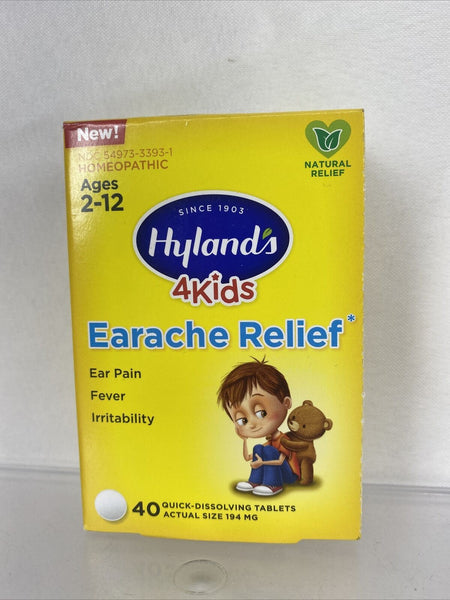 New!
NDC 54973-3393-1
HOMEOPATHIC
Ages
2-12
NATURAL
RELIEF
SINCE 1903
Hyland's
4Kids
Earache Relief*
Ear Pain
Fever
Irritability
40 QUICK-DISSOLVING TABLETS
ACTUAL SIZE 194 MG